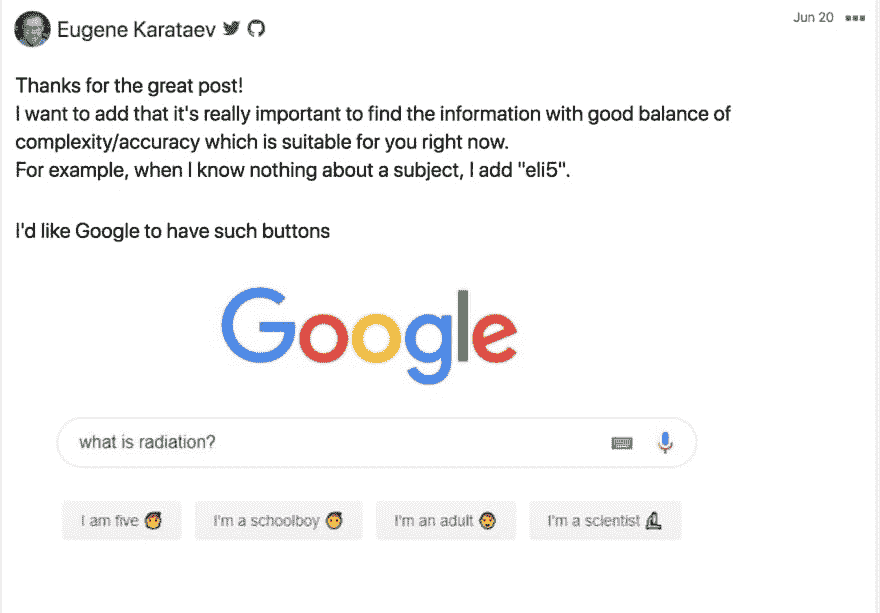 Eugene Karataev
Jun 20
Thanks for the great post!
I want to add that it's really important to find the information with good balance of
complexity/accuracy which is suitable for you right now.
For example, when I know nothing about a subject, I add "eli5".
I'd like Google to have such buttons
Google
what is radiation?
I am five I'm a schoolboy I'm an adult I'm a scientist